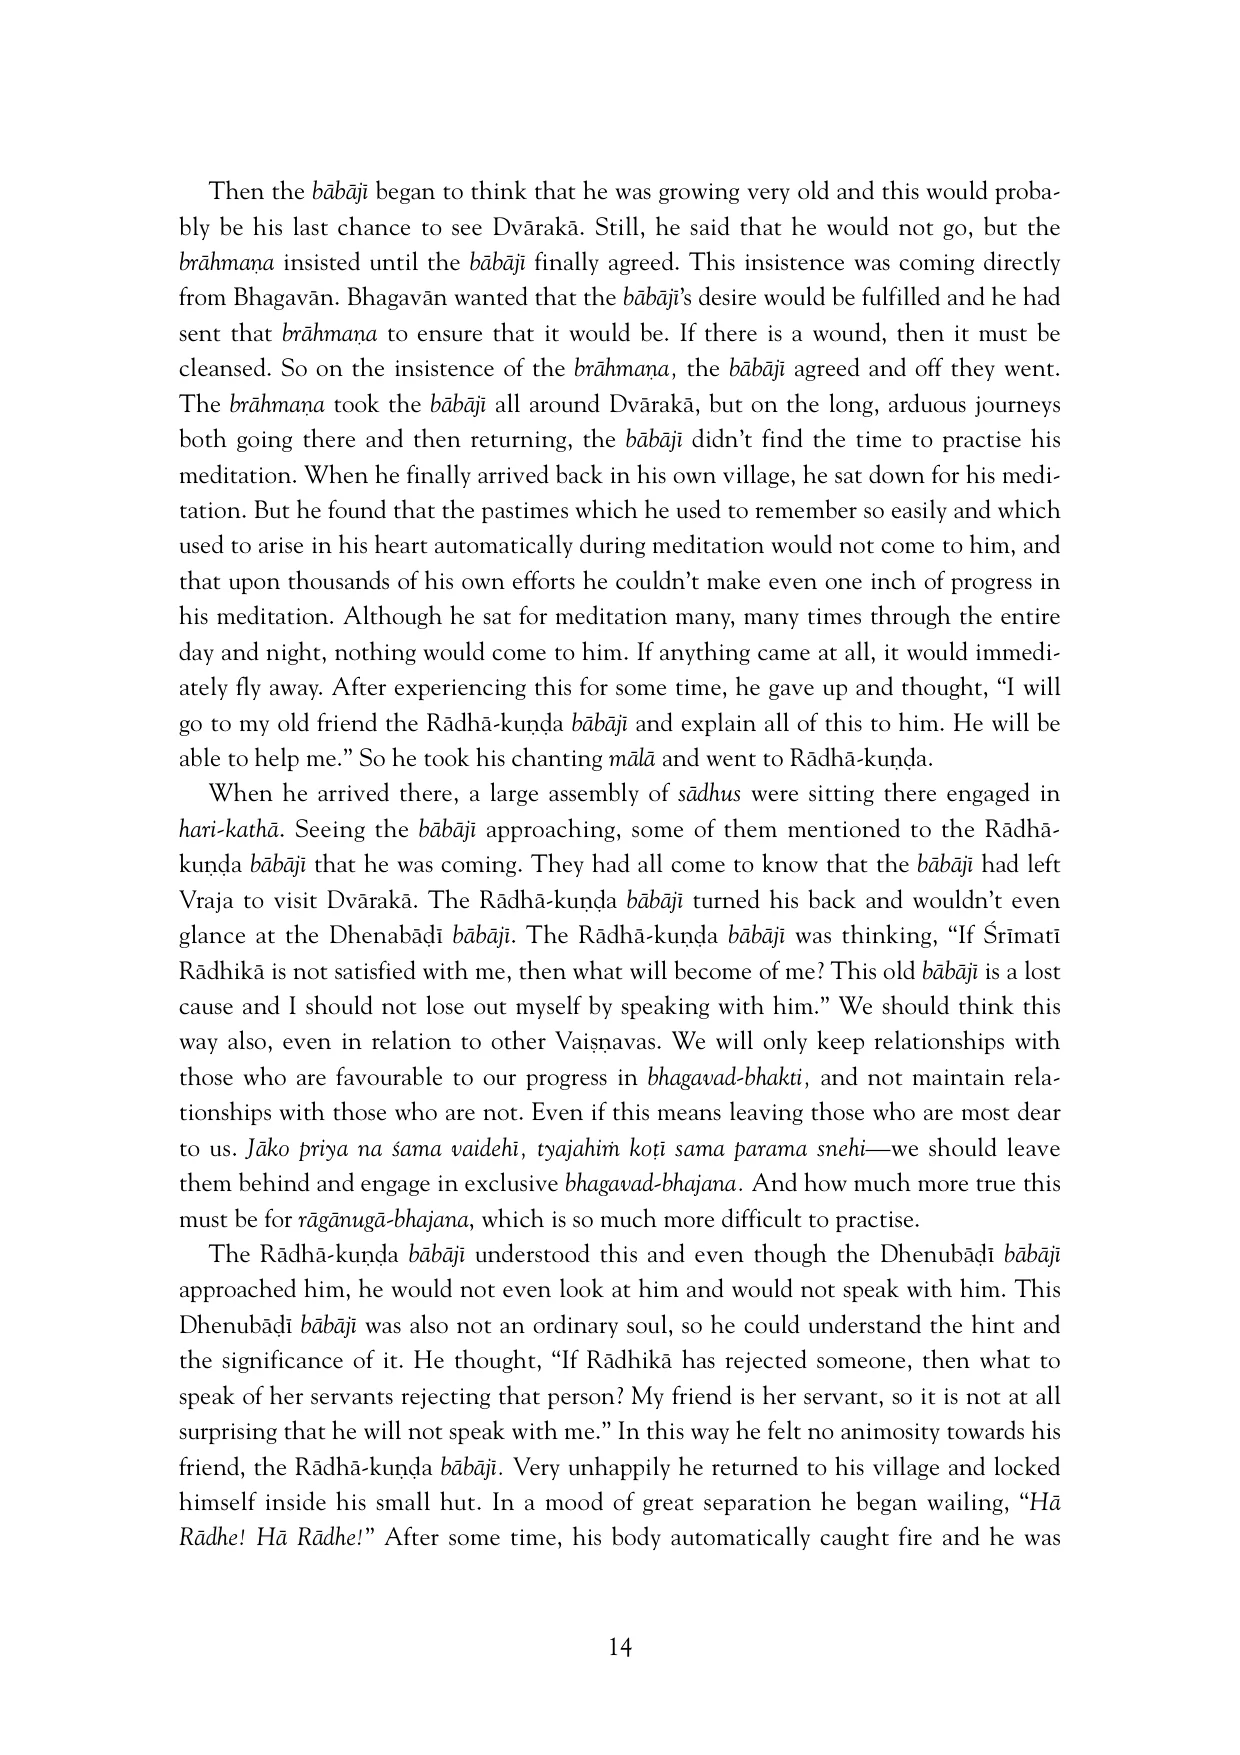 Then the bābājī began to think that he was growing very old and this would proba-
bly be his last chance to see Dvārakā. Still, he said that he would not go, but the
brāhmaṇa insisted until the bābājī finally agreed. This insistence was coming directly
from Bhagavān. Bhagavān wanted that the bābājī’s desire would be fulfilled and he had
sent that brāhmaṇa to ensure that it would be. If there is a wound, then it must be
cleansed. So on the insistence of the brāhmaṇa, the bābājī agreed and off they went.
The brāhmaṇa took the bābājī all around Dvārakā, but on the long, arduous journeys
both going there and then returning, the bābājī didn’t find the time to practise his
meditation. When he finally arrived back in his own village, he sat down for his medi-
tation. But he found that the pastimes which he used to remember so easily and which
used to arise in his heart automatically during meditation would not come to him, and
that upon thousands of his own efforts he couldn’t make even one inch of progress in
his meditation. Although he sat for meditation many, many times through the entire
day and night, nothing would come to him. If anything came at all, it would immedi-
ately fly away. After experiencing this for some time, he gave up and thought, “I will
go to my old friend the Rādhā-kuṇḍa bābājī and explain all of this to him. He will be
able to help me.” So he took his chanting mālā and went to Rādhā-kuṇḍa.
When he arrived there, a large assembly of sādhus were sitting there engaged in
hari-kathā. Seeing the bābājī approaching, some of them mentioned to the Rādhā-
kuṇḍa bābājī that he was coming. They had all come to know that the bābājī had left
Vraja to visit Dvārakā. The Rādhā-kuṇḍa bābājī turned his back and wouldn’t even
glance at the Dhenabāḍī bābājī. The Rādhā-kuṇḍa bābājī was thinking, “If Śrīmatī
Rādhikā is not satisfied with me, then what will become of me? This old bābājī is a lost
cause and I should not lose out myself by speaking with him.” We should think this
way also, even in relation to other Vaiṣṇavas. We will only keep relationships with
those who are favourable to our progress in bhagavad-bhakti, and not maintain rela-
tionships with those who are not. Even if this means leaving those who are most dear
to us. Jāko priya na śama vaidehī, tyajahiṁ koṭī sama parama snehi—we should leave
them behind and engage in exclusive bhagavad-bhajana. And how much more true this
must be for rāgānugā-bhajana, which is so much more difficult to practise.
The Rādhā-kuṇḍa bābājī understood this and even though the Dhenubāḍī bābājī
approached him, he would not even look at him and would not speak with him. This
Dhenubāḍī bābājī was also not an ordinary soul, so he could understand the hint and
the significance of it. He thought, “If Rādhikā has rejected someone, then what to
speak of her servants rejecting that person? My friend is her servant, so it is not at all
surprising that he will not speak with me.” In this way he felt no animosity towards his
friend, the Rādhā-kuṇḍa bābājī. Very unhappily he returned to his village and locked
himself inside his small hut. In a mood of great separation he began wailing, “Hā
Rādhe! Hā Rādhe!” After some time, his body automatically caught fire and he was
14